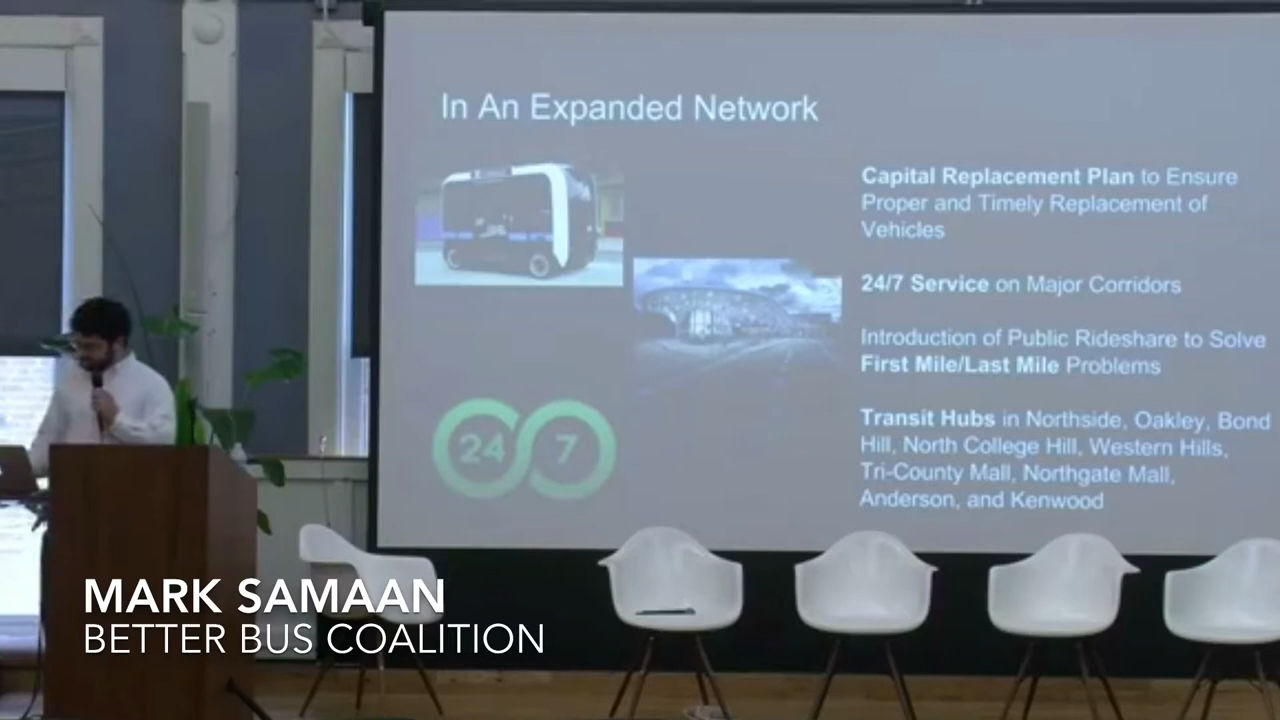 In An Expanded Network
Capital Replacement Plan to Ensure
Proper and Timely Replacement of
Vehicles
24/7 Service on Major Corridors
Introduction of Public Rideshare to Solve
First Mile/Last Mile Problems
Transit Hubs in Northside, Oakley, Bond
Hill, North College Hill, Western Hills,
Tri-County Mall, Northgate Mall,
Anderson, and Kenwood
24 7
MARK SAMAAN
BETTER BUS COALITION